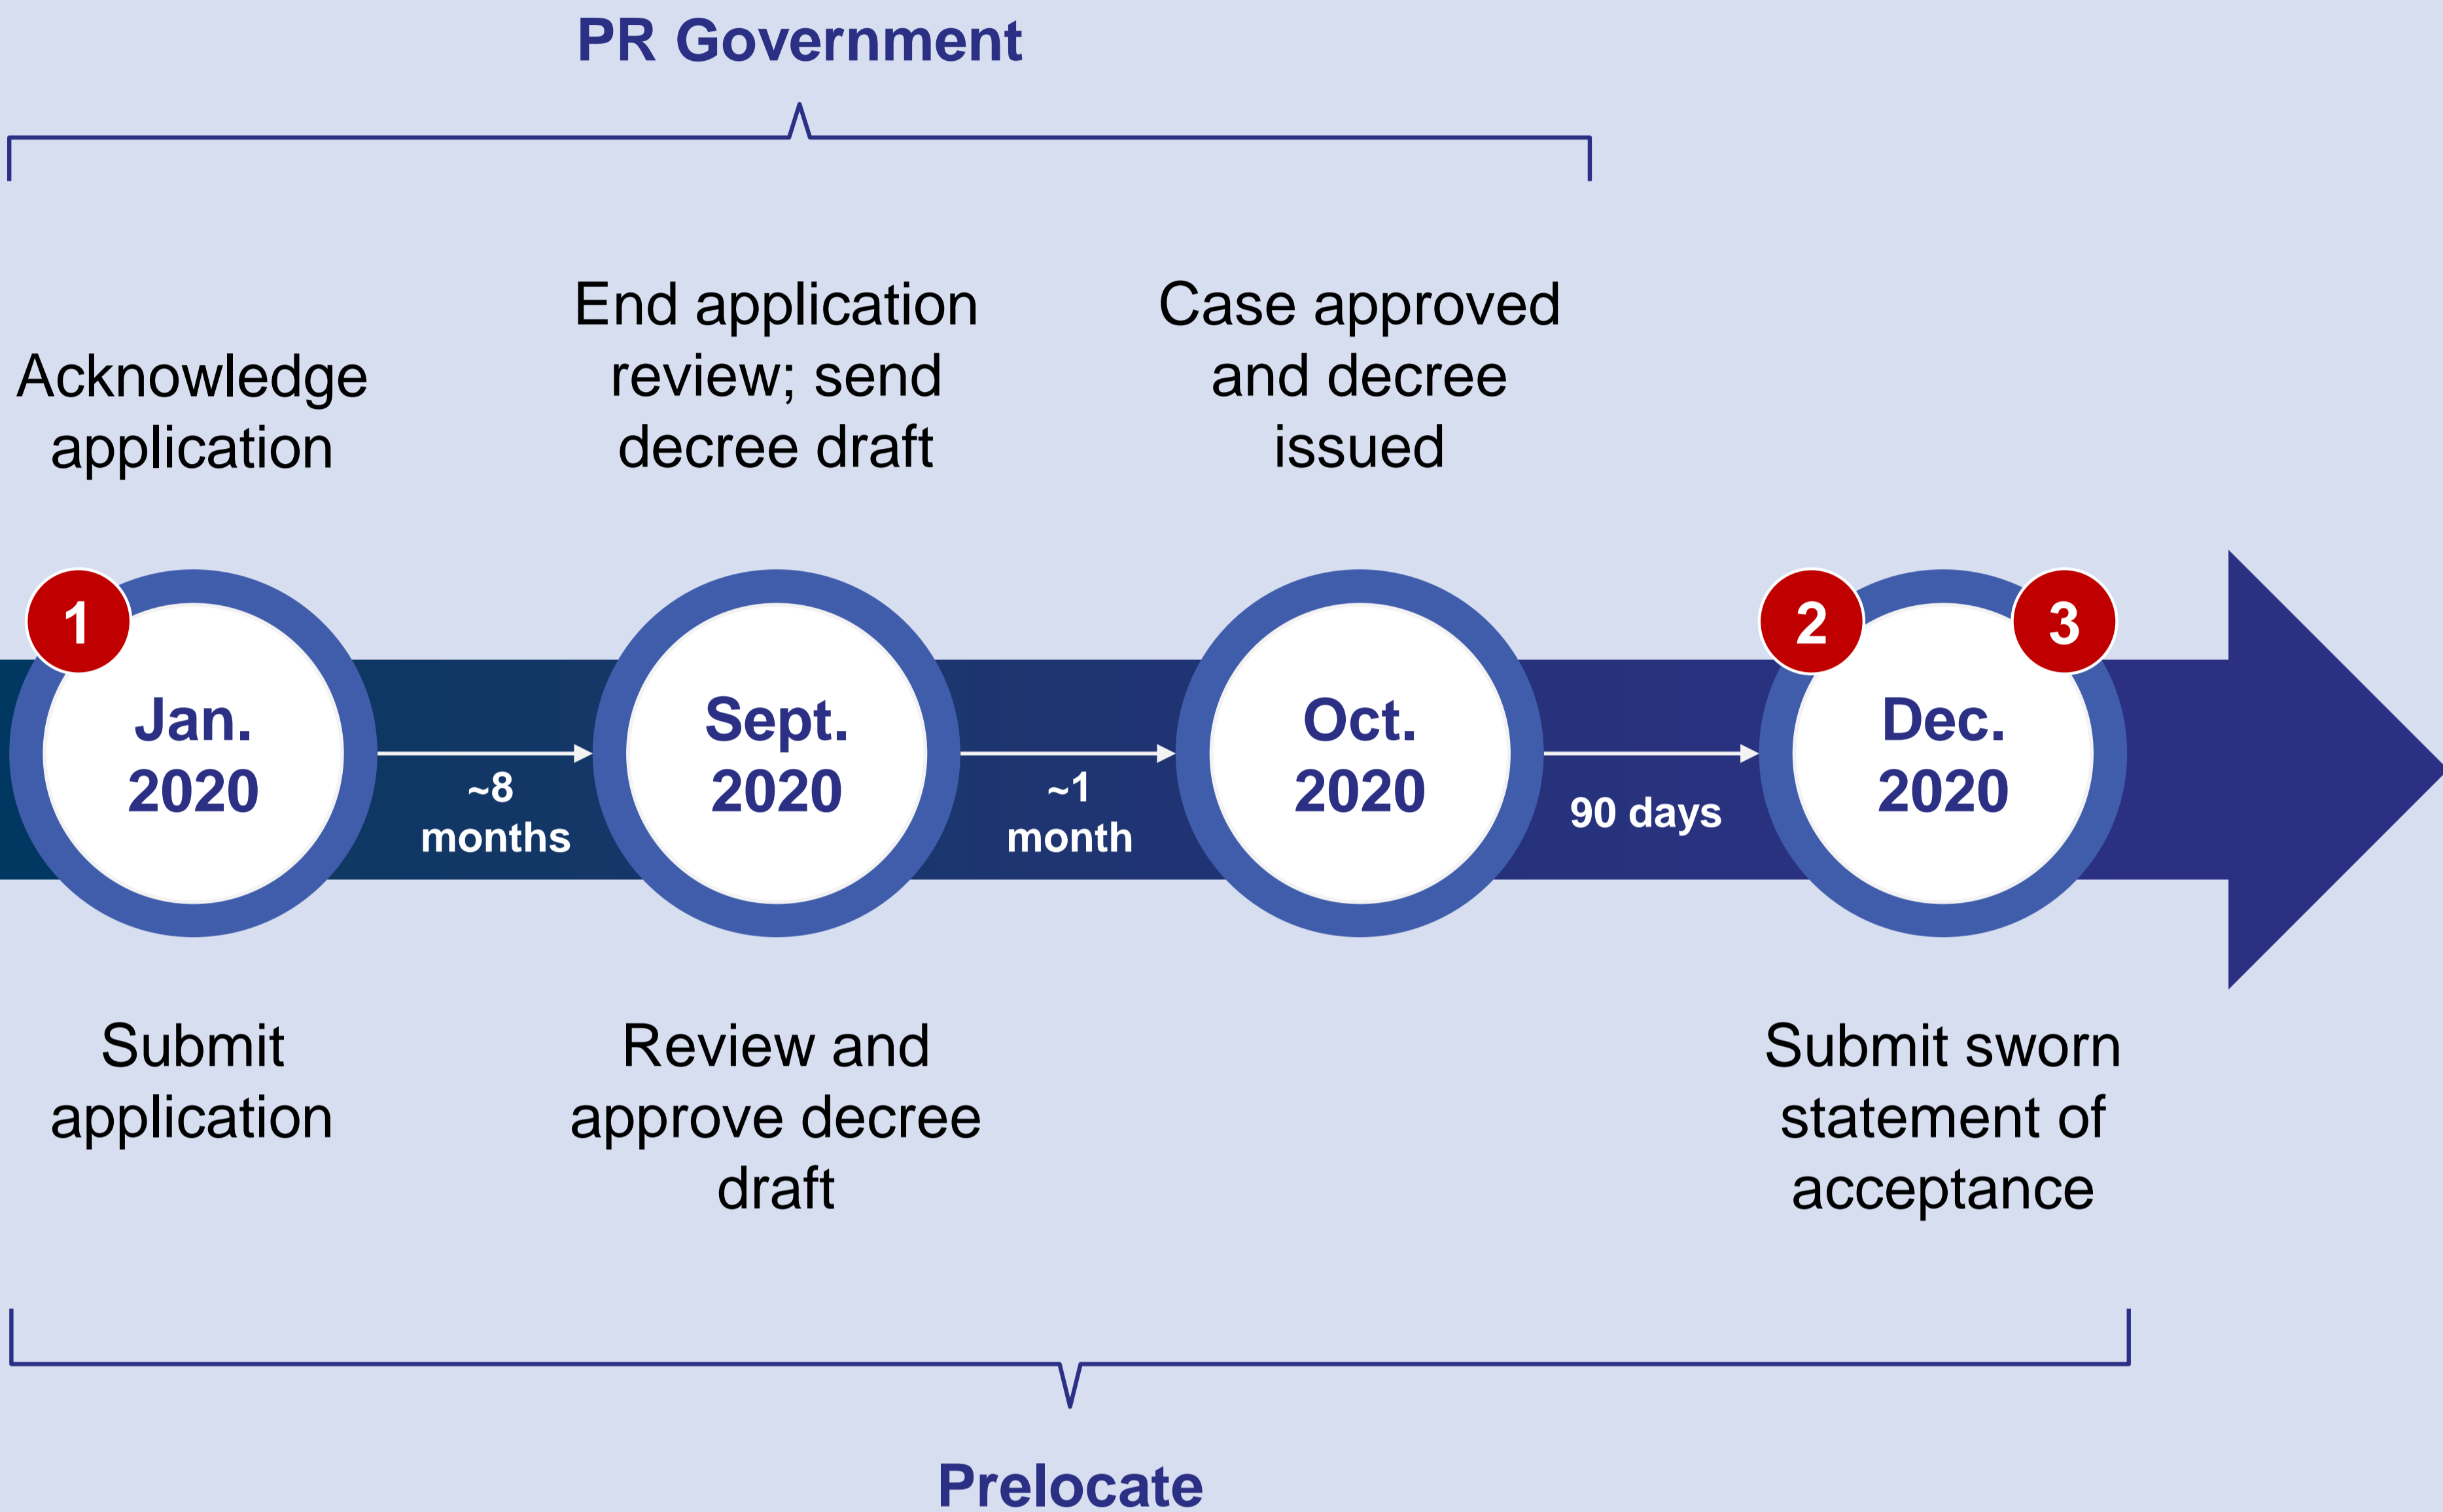 PR Government
Acknowledge
application
End application
review; send
decree draft
Case approved
and decree
issued
1
Jan.
2020
~8
months
Sept.
2020
~1
month
Oct.
2020
90 days
2
3
Dec.
2020
Submit
application
Review and
approve decree
draft
Submit sworn
statement of
acceptance
Prelocate